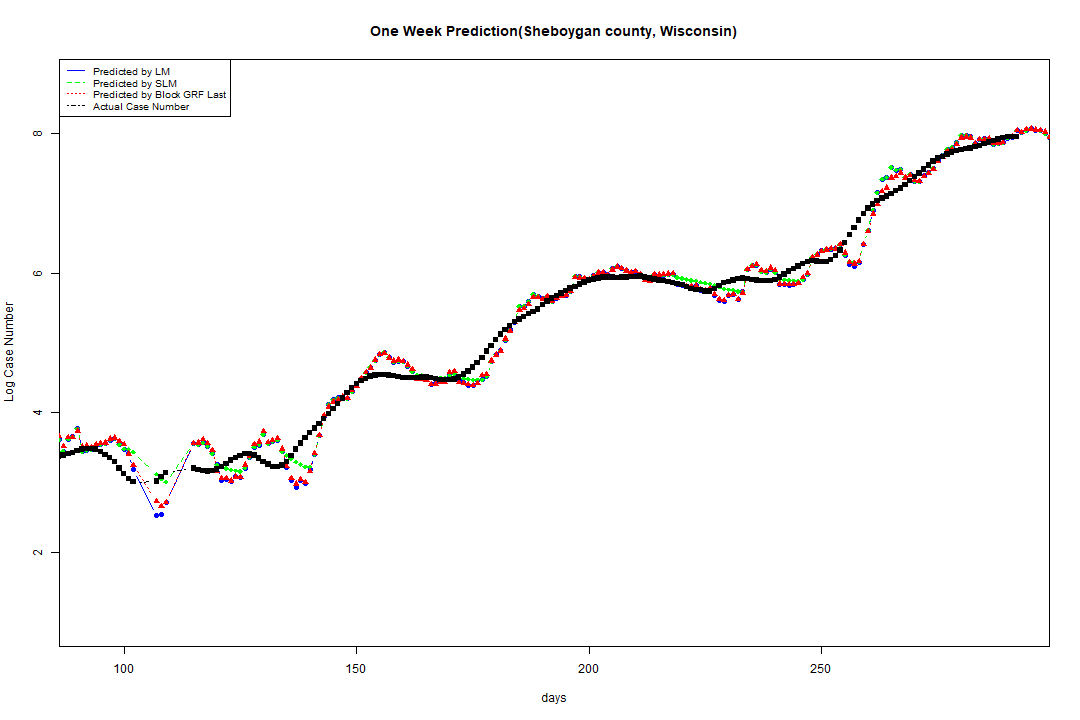 One Week Prediction(Sheboygan county, Wisconsin)
Predicted by LM
Predicted by SLM
Predicted by Block GRF Last
Actual Case Number
8
6
4
2
Log Case Number
100 150 200 250
days